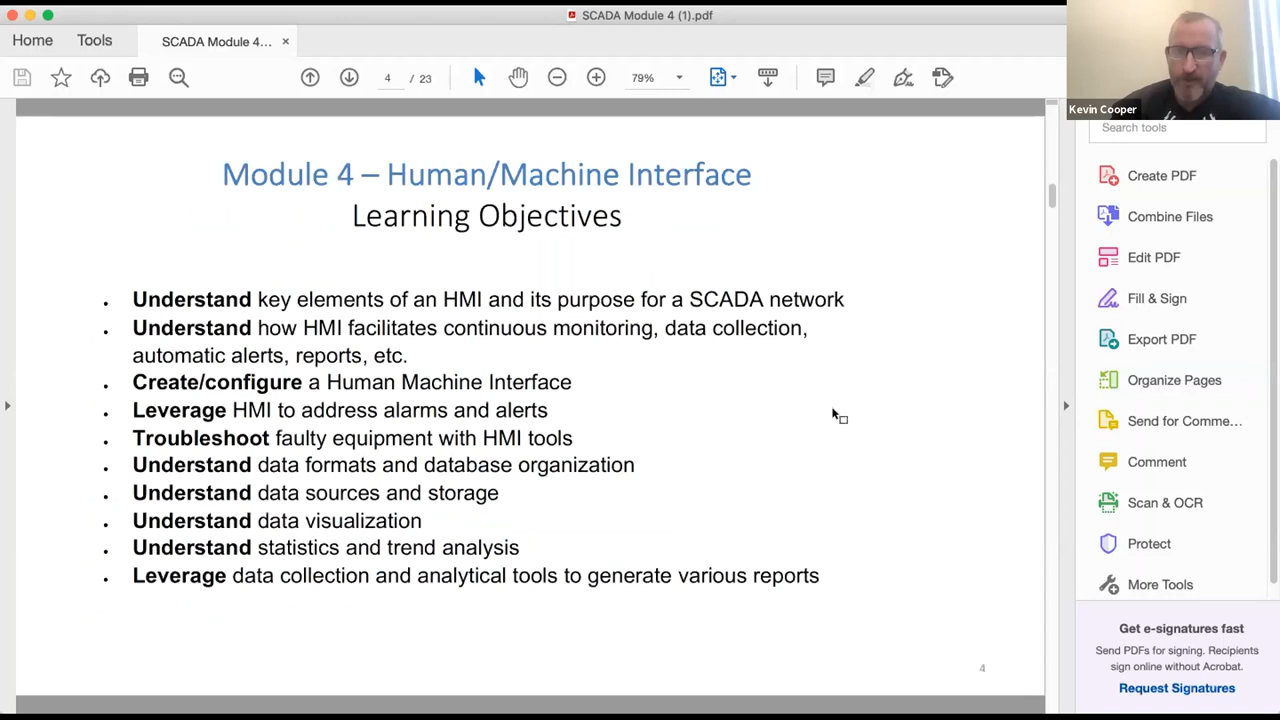 SCADA Module 4 (1).pdf
Home
Tools
SCADA Module 4...
×
4 / 23
79%
Kevin Cooper
Search tools
Module 4 – Human/Machine Interface
Learning Objectives
• Understand key elements of an HMI and its purpose for a SCADA network
• Understand how HMI facilitates continuous monitoring, data collection,
automatic alerts, reports, etc.
• Create/configure a Human Machine Interface
• Leverage HMI to address alarms and alerts
• Troubleshoot faulty equipment with HMI tools
• Understand data formats and database organization
• Understand data sources and storage
• Understand data visualization
• Understand statistics and trend analysis
• Leverage data collection and analytical tools to generate various reports
4
Create PDF
Combine Files
Edit PDF
Fill & Sign
Export PDF
Organize Pages
Send for Comme...
Comment
Scan & OCR
Protect
More Tools
Get e-signatures fast
Send PDFs for signing. Recipients
sign online without Acrobat.
Request Signatures